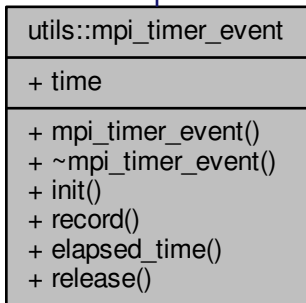 utils::mpi_timer_event
+ time
+ mpi_timer_event()
+ ~mpi_timer_event()
+ init()
+ record()
+ elapsed_time()
+ release()